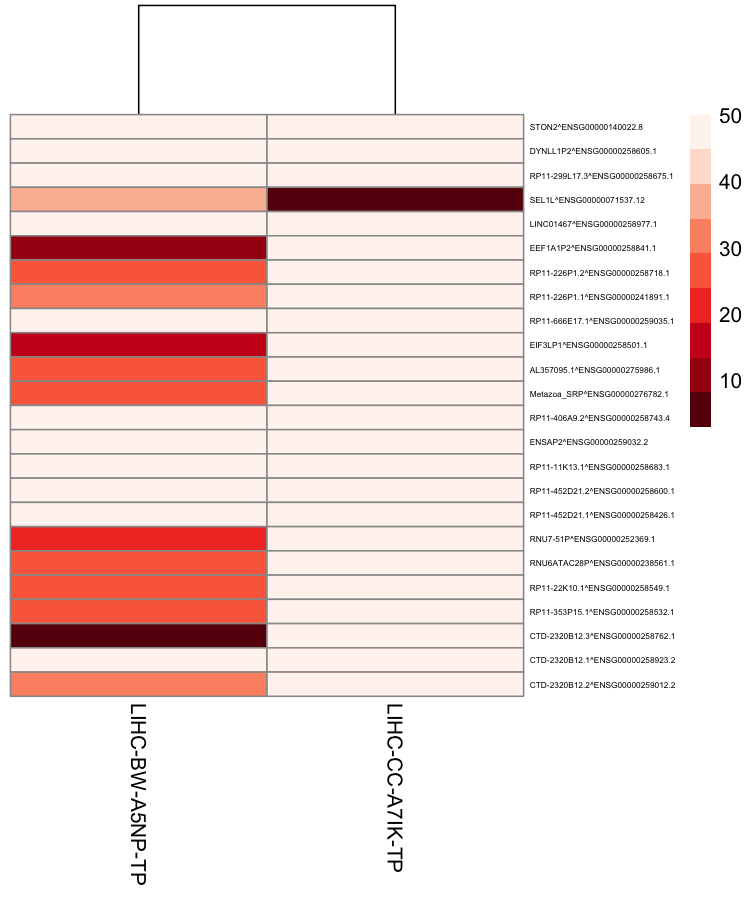 STON2^ENSG00000140022.8
50
DYNLL1P2^ENSG00000258605.1
RP11-299L17.3^ENSG00000258675.1
40
SEL1L^ENSG00000071537.12
LINC01467^ENSG00000258977.1
EEF1A1P2^ENSG00000258841.1
30
RP11-226P1.2^ENSG00000258718.1
RP11-226P1.1^ENSG00000241891.1
20
RP11-666E17.1^ENSG00000259035.1
EIF3LP1^ENSG00000258501.1
AL357095.1^ENSG00000275986.1
10
Metazoa_SRP^ENSG00000276782.1
RP11-406A9.2^ENSG00000258743.4
ENSAP2^ENSG00000259032.2
RP11-11K13.1^ENSG00000258683.1
RP11-452D21.2^ENSG00000258600.1
RP11-452D21.1^ENSG00000258426.1
RNU7-51P^ENSG00000252369.1
RNU6ATAC28P^ENSG00000238561.1
RP11-22K10.1^ENSG00000258549.1
RP11-353P15.1^ENSG00000258532.1
CTD-2320B12.3^ENSG00000258762.1
CTD-2320B12.1^ENSG00000258923.2
CTD-2320B12.2^ENSG00000259012.2
LIHC-BW-A5NP-TP
LIHC-CC-A7IK-TP